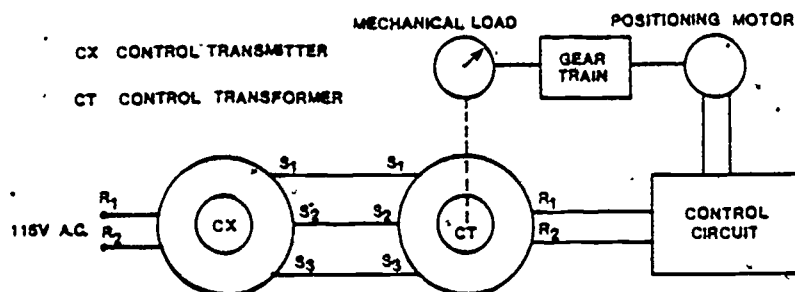 MECHANICAL LOAD
POSITIONING MOTOR
CX CONTROL TRANSMITTER
GEAR
TRAIN
CT CONTROL TRANSFORMER
S1 S1
R1 R1
115V A.C. CX S2 S2 CT CONTROL
CIRCUIT
R2 R2
S3 S3